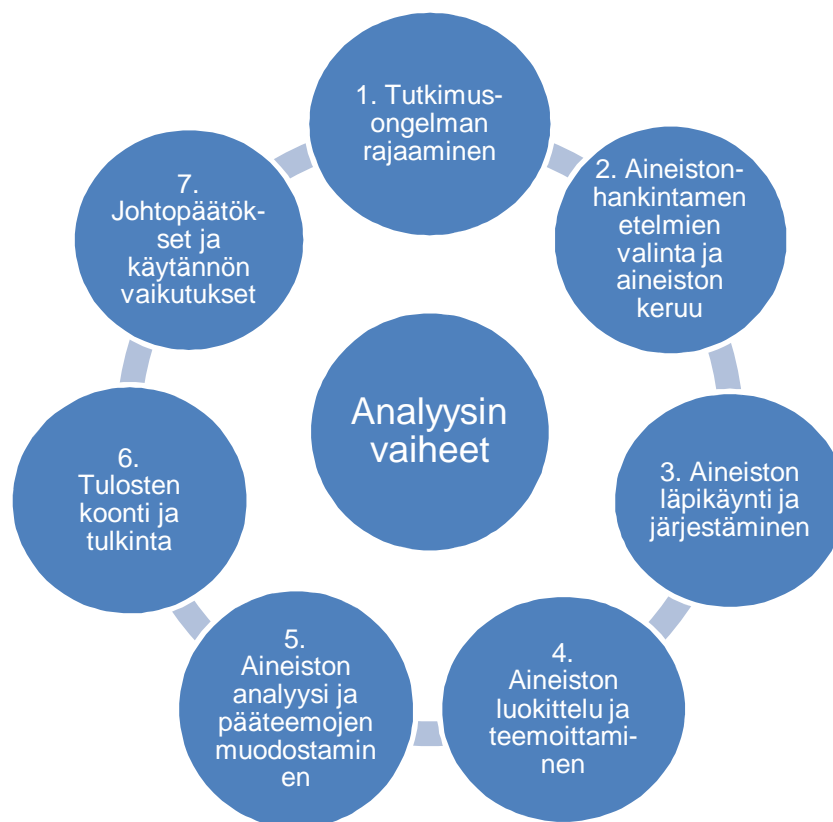 1. Tutkimus-
ongelman
rajaaminen
2. Aineiston-
hankintamen
etelmien
valinta ja
aineiston
keruu
3. Aineiston
läpikäynti ja
järjestäminen
4.
Aineiston
luokittelu ja
teemoittami-
nen
5.
Aineiston
analyysi ja
pääteemojen
muodostamin
en
6.
Tulosten
koonti ja
tulkinta
7.
Johtopäätök-
set ja
käytännön
vaikutukset
Analyysin
vaiheet